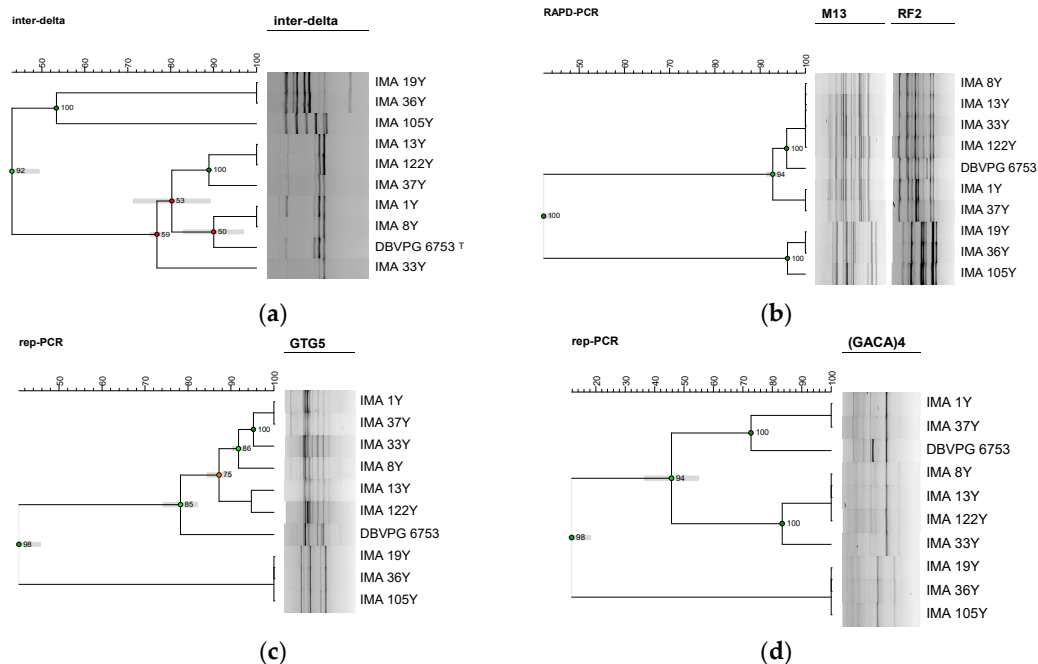 inter-delta
inter-delta
50
60
70
80
90
100
IMA 19Y
IMA 36Y
100
IMA 105Y
IMA 13Y
IMA 122Y
100
IMA 37Y
92
53
IMA 1Y
IMA 8Y
50
59
DBVPG 6753 T
IMA 33Y
(a)
RAPD-PCR
M13
RF2
50
60
70
80
90
100
IMA 8Y
IMA 13Y
IMA 33Y
IMA 122Y
100
DBVPG 6753
94
IMA 1Y
IMA 37Y
100
IMA 19Y
IMA 36Y
100
IMA 105Y
(b)
rep-PCR
GTG5
50
60
70
80
90
100
IMA 1Y
IMA 37Y
100
IMA 33Y
86
IMA 8Y
75
IMA 13Y
85
IMA 122Y
DBVPG 6753
98
IMA 19Y
IMA 36Y
IMA 105Y
(c)
rep-PCR
(GACA)4
20
30
40
50
60
70
80
90
100
IMA 1Y
IMA 37Y
100
DBVPG 6753
94
IMA 8Y
IMA 13Y
100
IMA 122Y
98
IMA 33Y
IMA 19Y
IMA 36Y
IMA 105Y
(d)